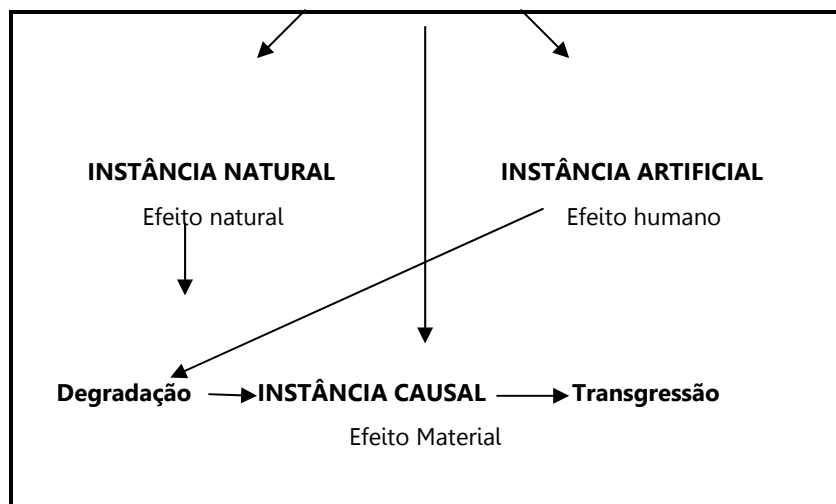 INSTÂNCIA NATURAL INSTÂNCIA ARTIFICIAL
Efeito natural Efeito humano
Degradação INSTÂNCIA CAUSAL Transgressão
Efeito Material